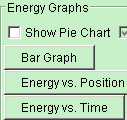 Energy Graphs
Show Pie Chart
Bar Graph
Energy vs. Position
Energy vs. Time